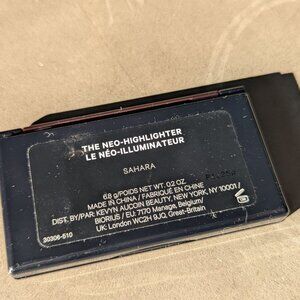 THE NEO-HIGHLIGHTER
LE NÉO-ILLUMINATEUR
SAHARA
6.8 g/POIDS NET WT. 0.2 OZ
MADE IN CHINA / FABRIQUÉ EN CHINE
DIST. BY/PAR: KEVYN AUCOIN BEAUTY, NEW YORK, NY 10001 /
BIORIUS / EU: 7170 Manage, Belgium/
UK: London WC2H 9JQ, Great-Britain
30306-510